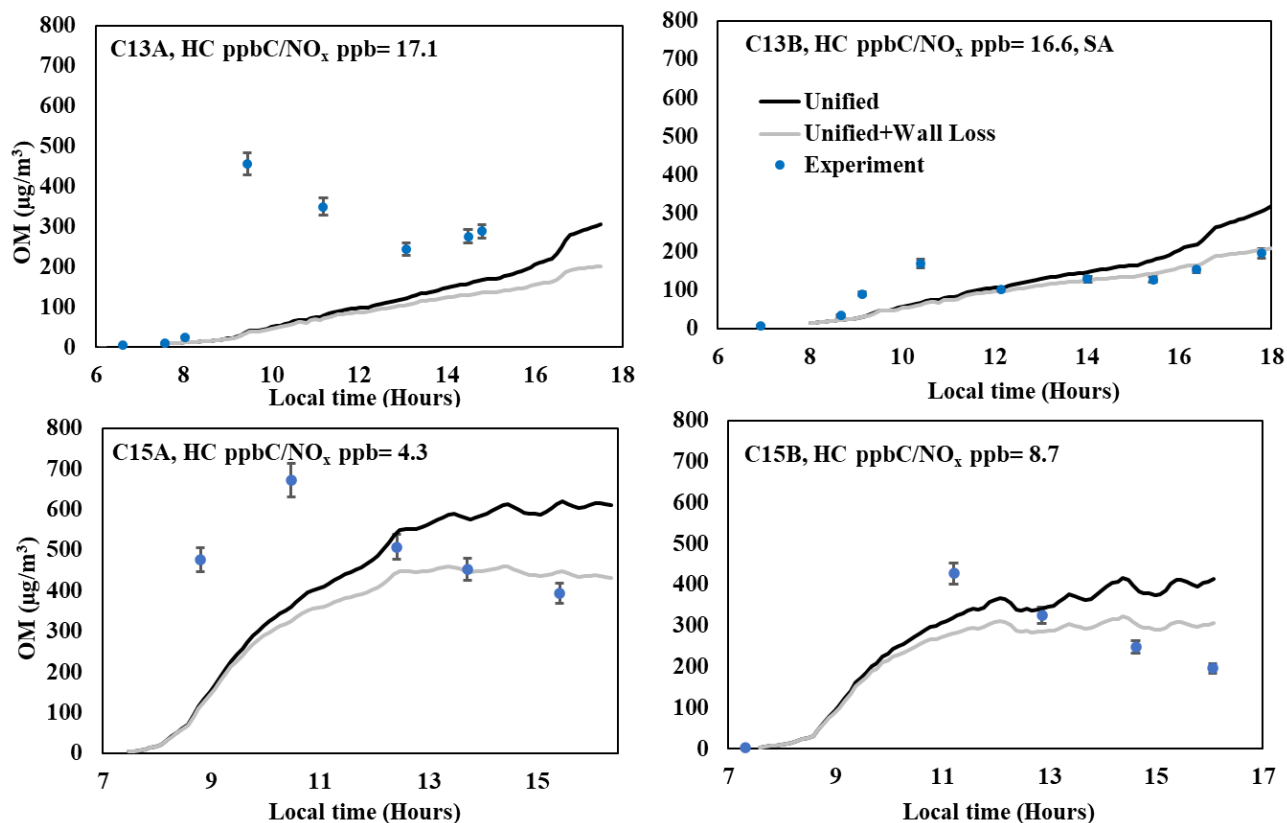 C13A, HC ppbC/NOx ppb= 17.1
OM (µg/m³)
800
700
600
500
400
300
200
100
0
6 8 10 12 14 16 18
Local time (Hours)
C13B, HC ppbC/NOx ppb= 16.6, SA
Unified
Unified+Wall Loss
Experiment
800
700
600
500
400
300
200
100
0
6 8 10 12 14 16 18
Local time (Hours)
C15A, HC ppbC/NOx ppb= 4.3
OM (µg/m³)
800
700
600
500
400
300
200
100
0
7 9 11 13 15
Local time (Hours)
C15B, HC ppbC/NOx ppb= 8.7
800
700
600
500
400
300
200
100
0
7 9 11 13 15 17
Local time (Hours)